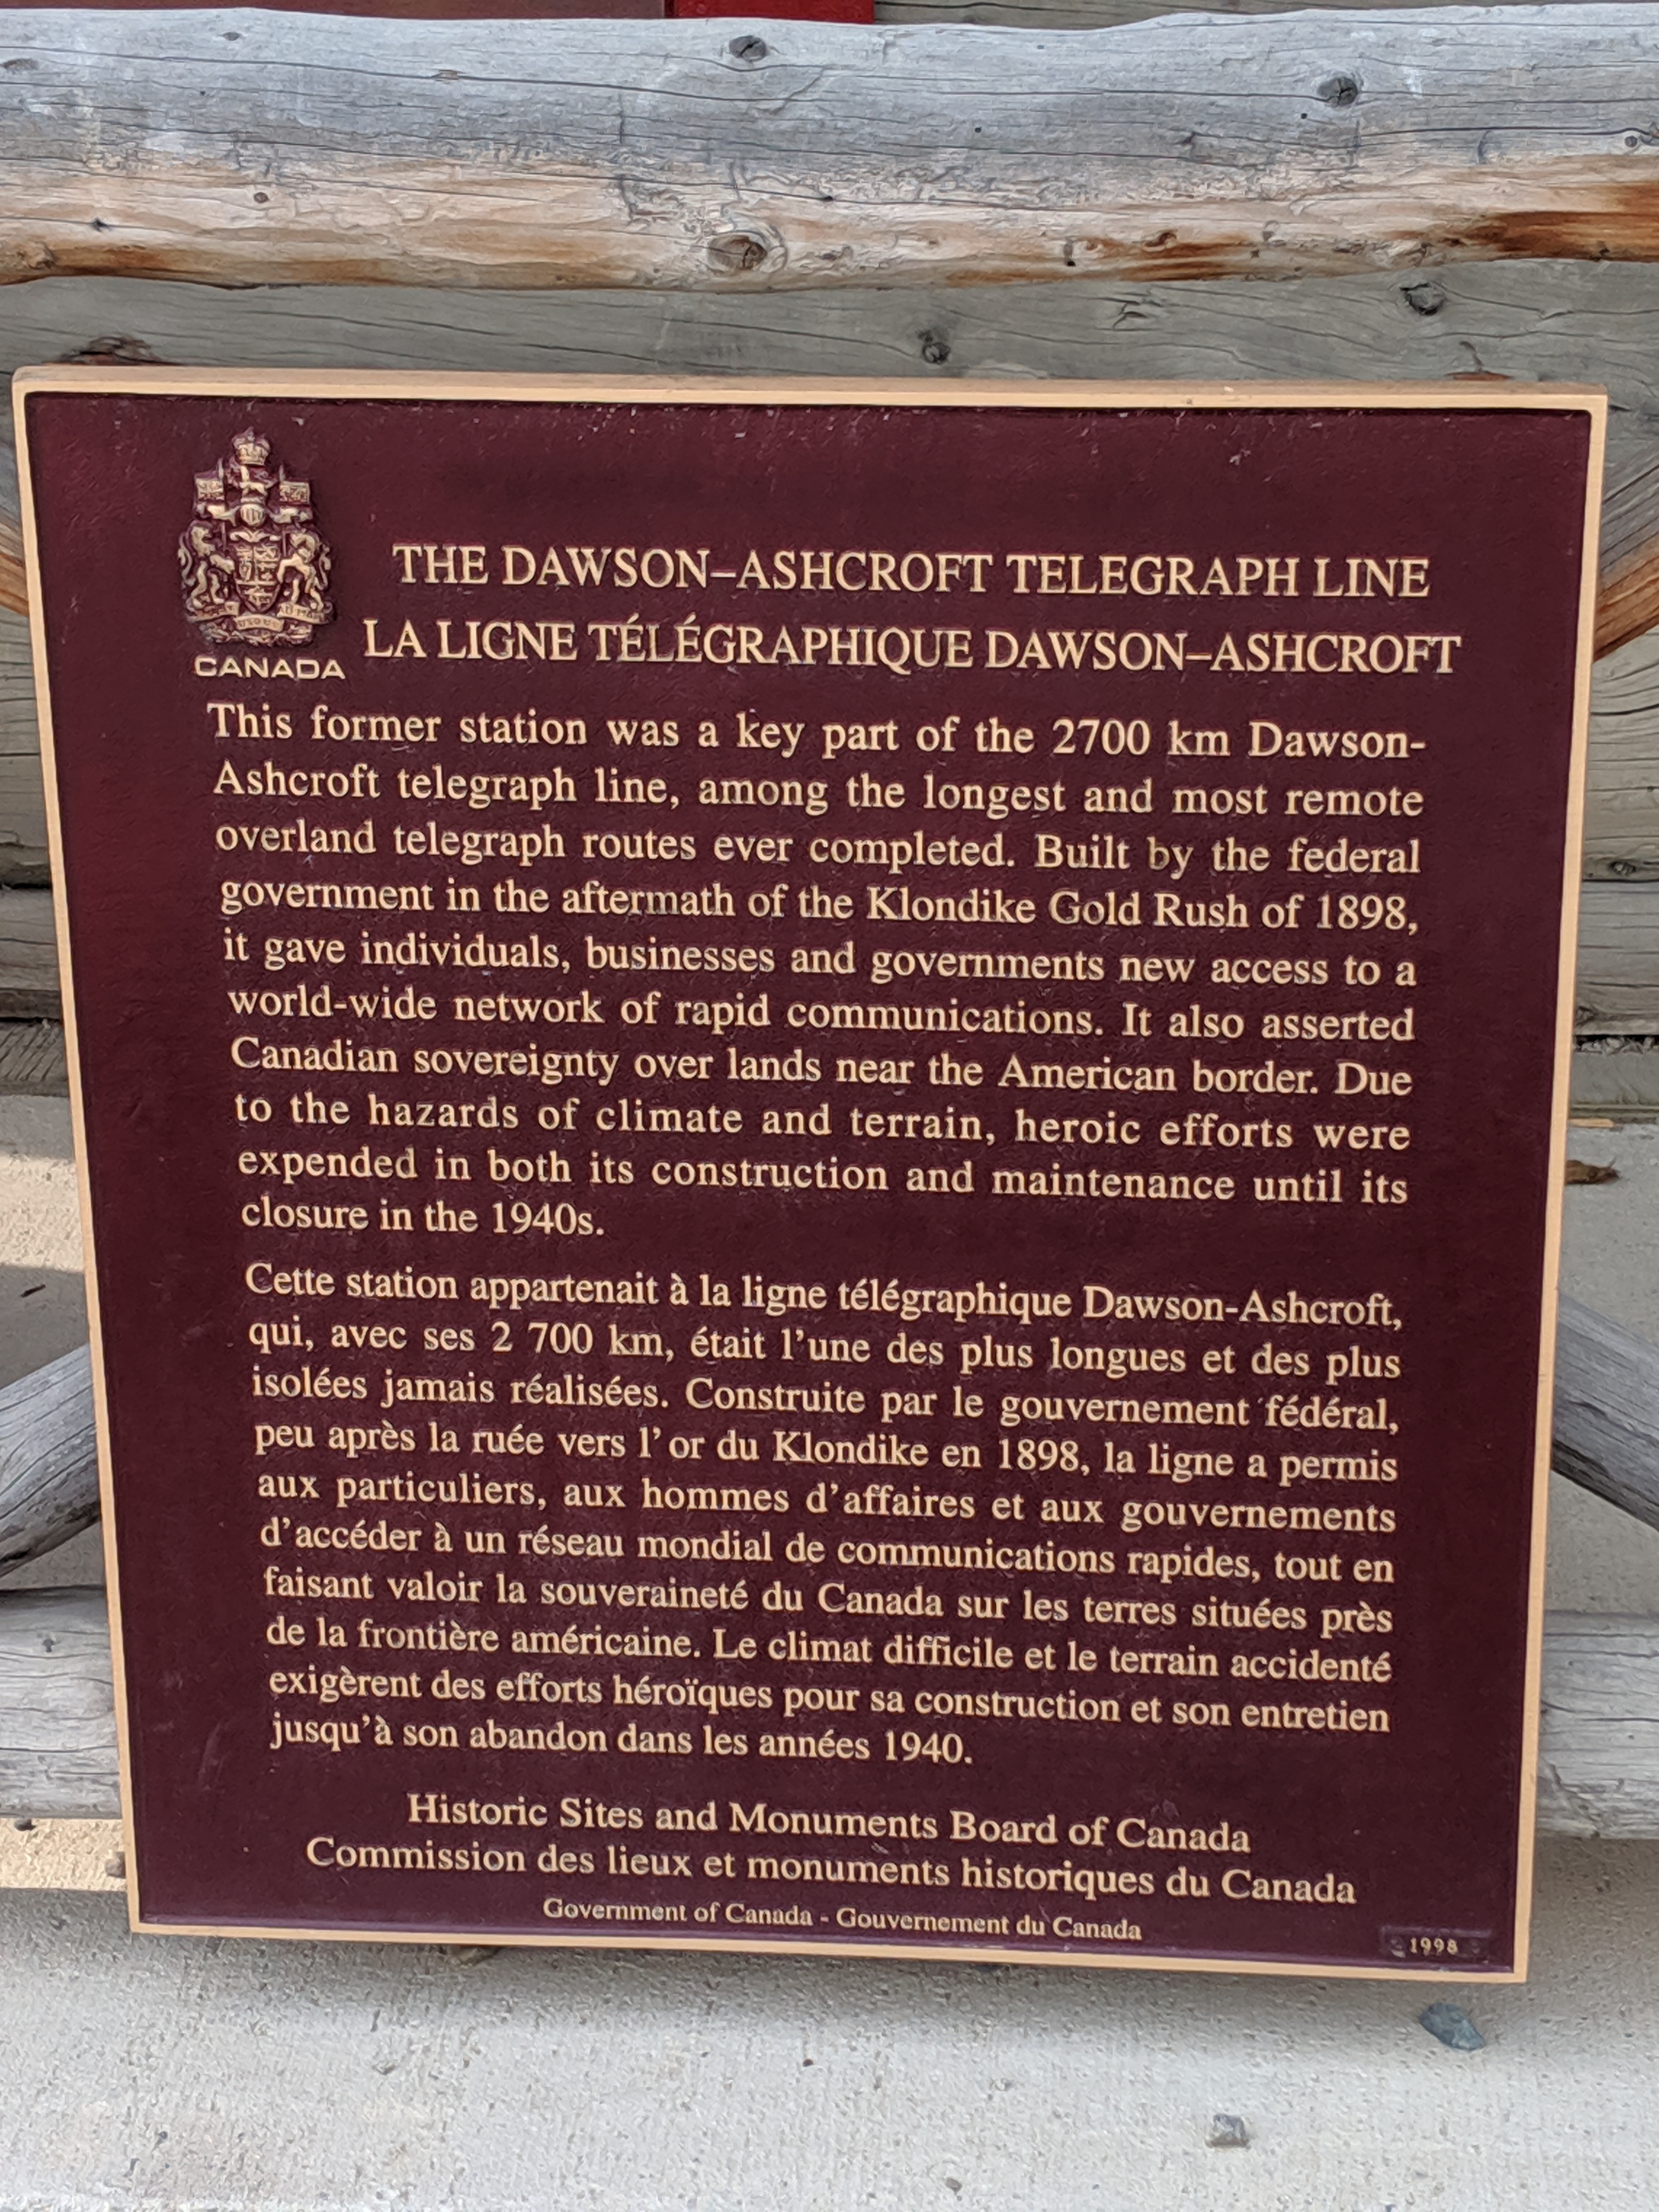 CANADA
THE DAWSON–ASHCROFT TELEGRAPH LINE
LA LIGNE TÉLÉGRAPHIQUE DAWSON–ASHCROFT
This former station was a key part of the 2700 km Dawson-
Ashcroft telegraph line, among the longest and most remote
overland telegraph routes ever completed. Built by the federal
government in the aftermath of the Klondike Gold Rush of 1898,
it gave individuals, businesses and governments new access to a
world-wide network of rapid communications. It also asserted
Canadian sovereignty over lands near the American border. Due
to the hazards of climate and terrain, heroic efforts were
expended in both its construction and maintenance until its
closure in the 1940s.
Cette station appartenait à la ligne télégraphique Dawson-Ashcroft,
qui, avec ses 2 700 km, était l'une des plus longues et des plus
isolées jamais réalisées. Construite par le gouvernement fédéral,
peu après la ruée vers l'or du Klondike en 1898, la ligne a permis
aux particuliers, aux hommes d'affaires et aux gouvernements
d'accéder à un réseau mondial de communications rapides, tout en
faisant valoir la souveraineté du Canada sur les terres situées près
de la frontière américaine. Le climat difficile et le terrain accidenté
exigèrent des efforts héroïques pour sa construction et son entretien
jusqu'à son abandon dans les années 1940.
Historic Sites and Monuments Board of Canada
Commission des lieux et monuments historiques du Canada
Government of Canada - Gouvernement du Canada
1998